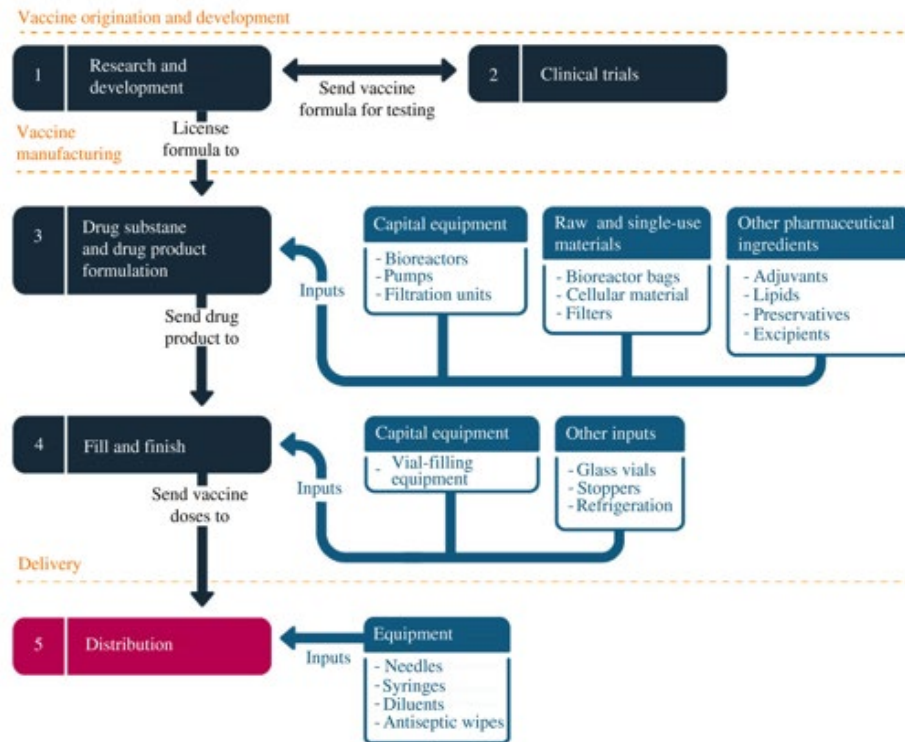 Vaccine origination and development
1
Research and
development
Send vaccine
formula for testing
2
Clinical trials
License
formula to
Vaccine
manufacturing
3
Drug substane
and drug product
formulation
Inputs
Capital equipment
- Bioreactors
- Pumps
- Filtration units
Raw and single-use
materials
- Bioreactor bags
- Cellular material
- Filters
Other pharmaceutical
ingredients
- Adjuvants
- Lipids
- Preservatives
- Excipients
Send drug
product to
4
Fill and finish
Inputs
Capital equipment
- Vial-filling
equipment
Other inputs
- Glass vials
- Stoppers
- Refrigeration
Send vaccine
doses to
Delivery
5
Distribution
Inputs
Equipment
- Needles
- Syringes
- Diluents
- Antiseptic wipes